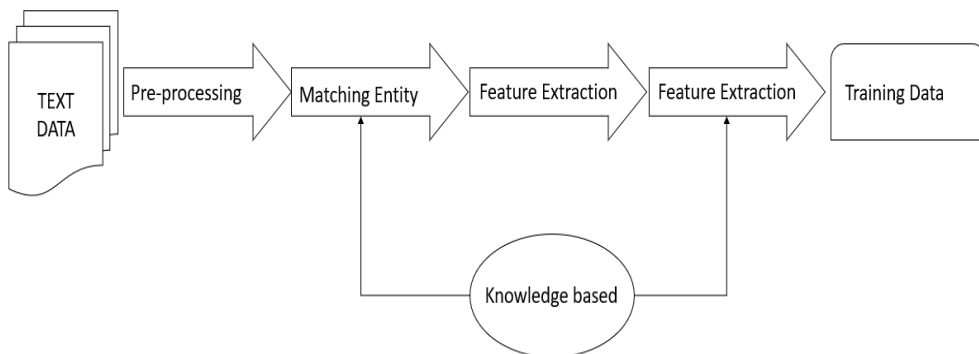 TEXT
DATA
Pre-processing
Matching Entity
Feature Extraction
Feature Extraction
Training Data
Knowledge based